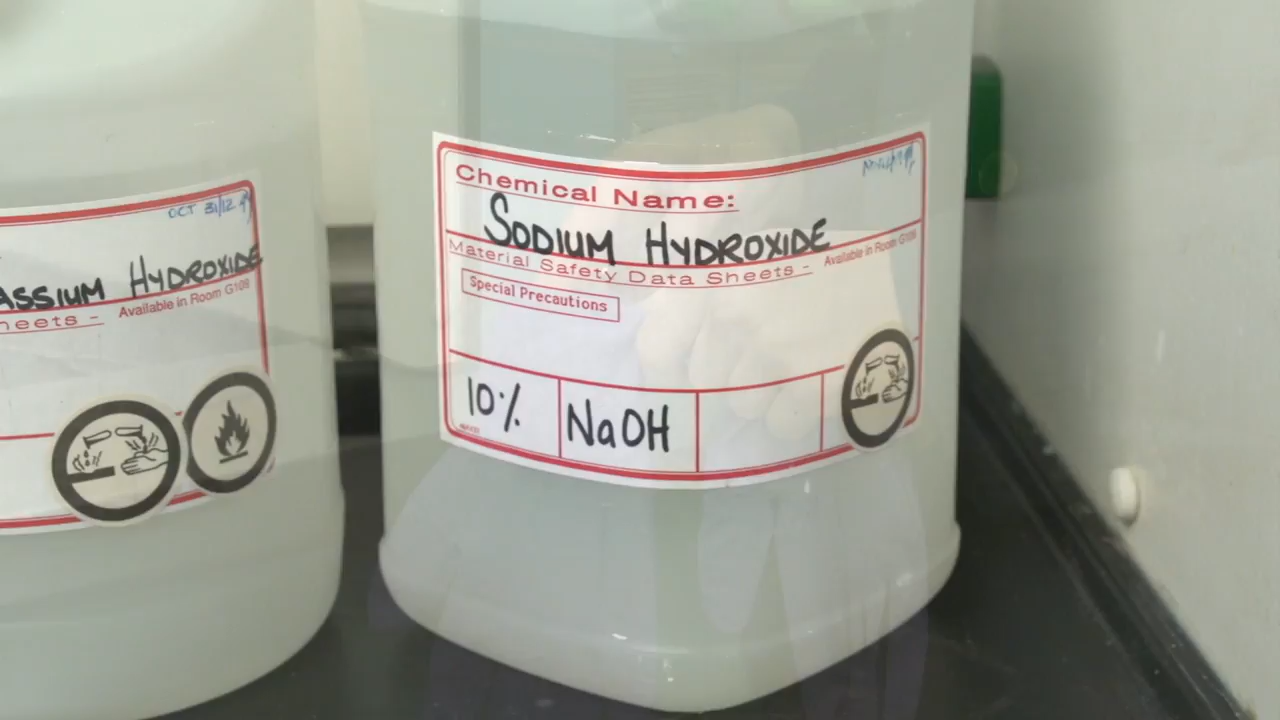 OCT 31/12
ASSIUM HYDROXIDE
heets - Available in Room G109
Chemical Name:
SODIUM HYDROXIDE
Material Safety Data Sheets - Available in Room G109
Special Precautions
10% NaOH